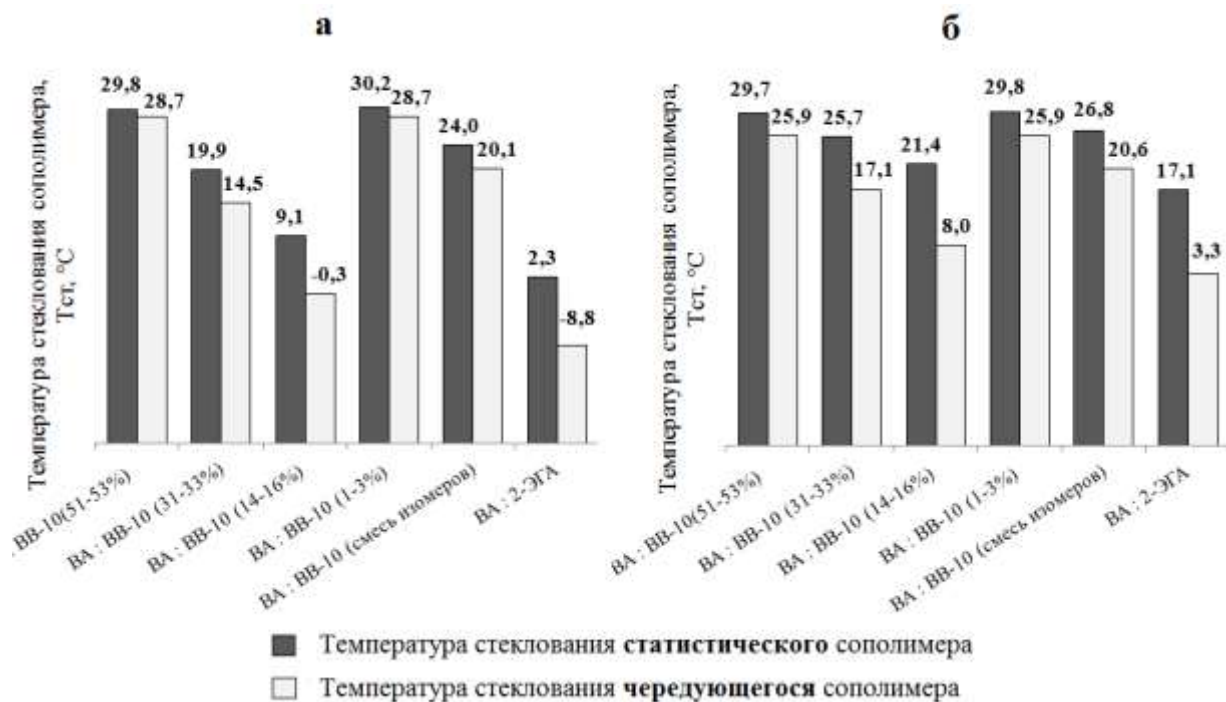 а
Температура стеклования сополимера,
Тст, °С
29,8
28,7
19,9
14,5
9,1
-0,3
30,2
28,7
24,0
20,1
2,3
-8,8
: ВВ-10(51-53%)
ВА : ВВ-10 (31-33%)
ВА : ВВ-10 (14-16%)
ВА : ВВ-10 (1-3%)
ВА : ВВ-10 (смесь изомеров)
ВА : 2-ЭГА
б
Температура стеклования сополимера,
Тст, °С
29,7
25,9
25,7
17,1
21,4
8,0
29,8
25,9
26,8
20,6
17,1
3,3
ВА : ВВ-10(51-53%)
ВА : ВВ-10 (31-33%)
ВА : ВВ-10 (14-16%)
ВА : ВВ-10 (1-3%)
ВА : ВВ-10 (смесь изомеров)
ВА : 2-ЭГА
Температура стеклования статистического сополимера
Температура стеклования чередующегося сополимера